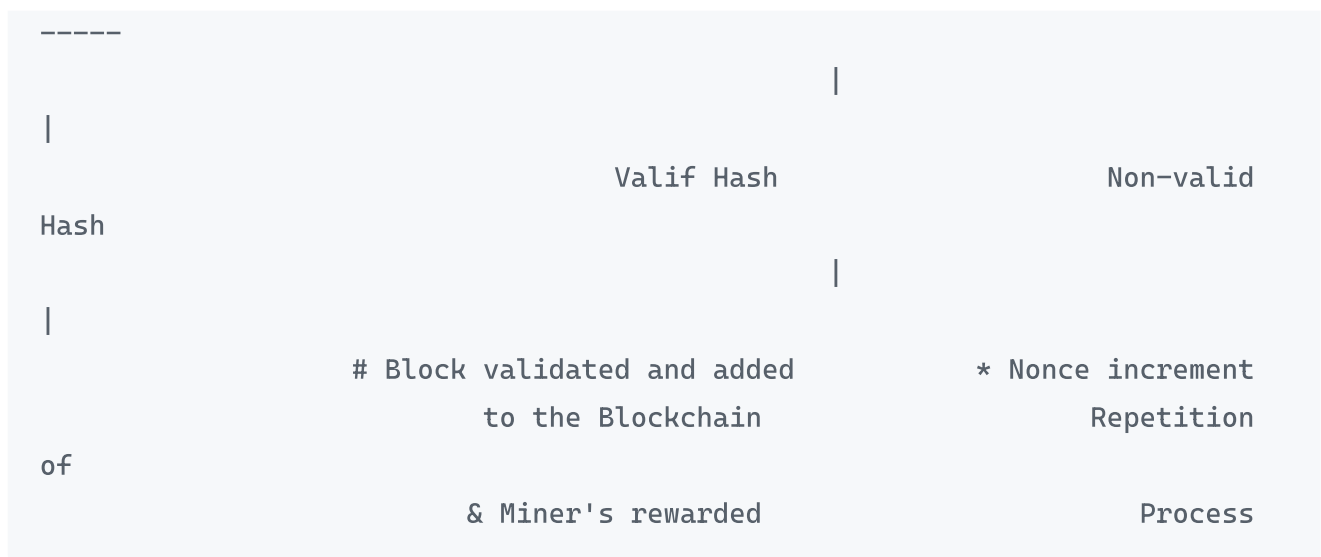 -----
|
|
Valif Hash Non-valid
Hash
|
|
# Block validated and added * Nonce increment
to the Blockchain Repetition
of
& Miner's rewarded Process